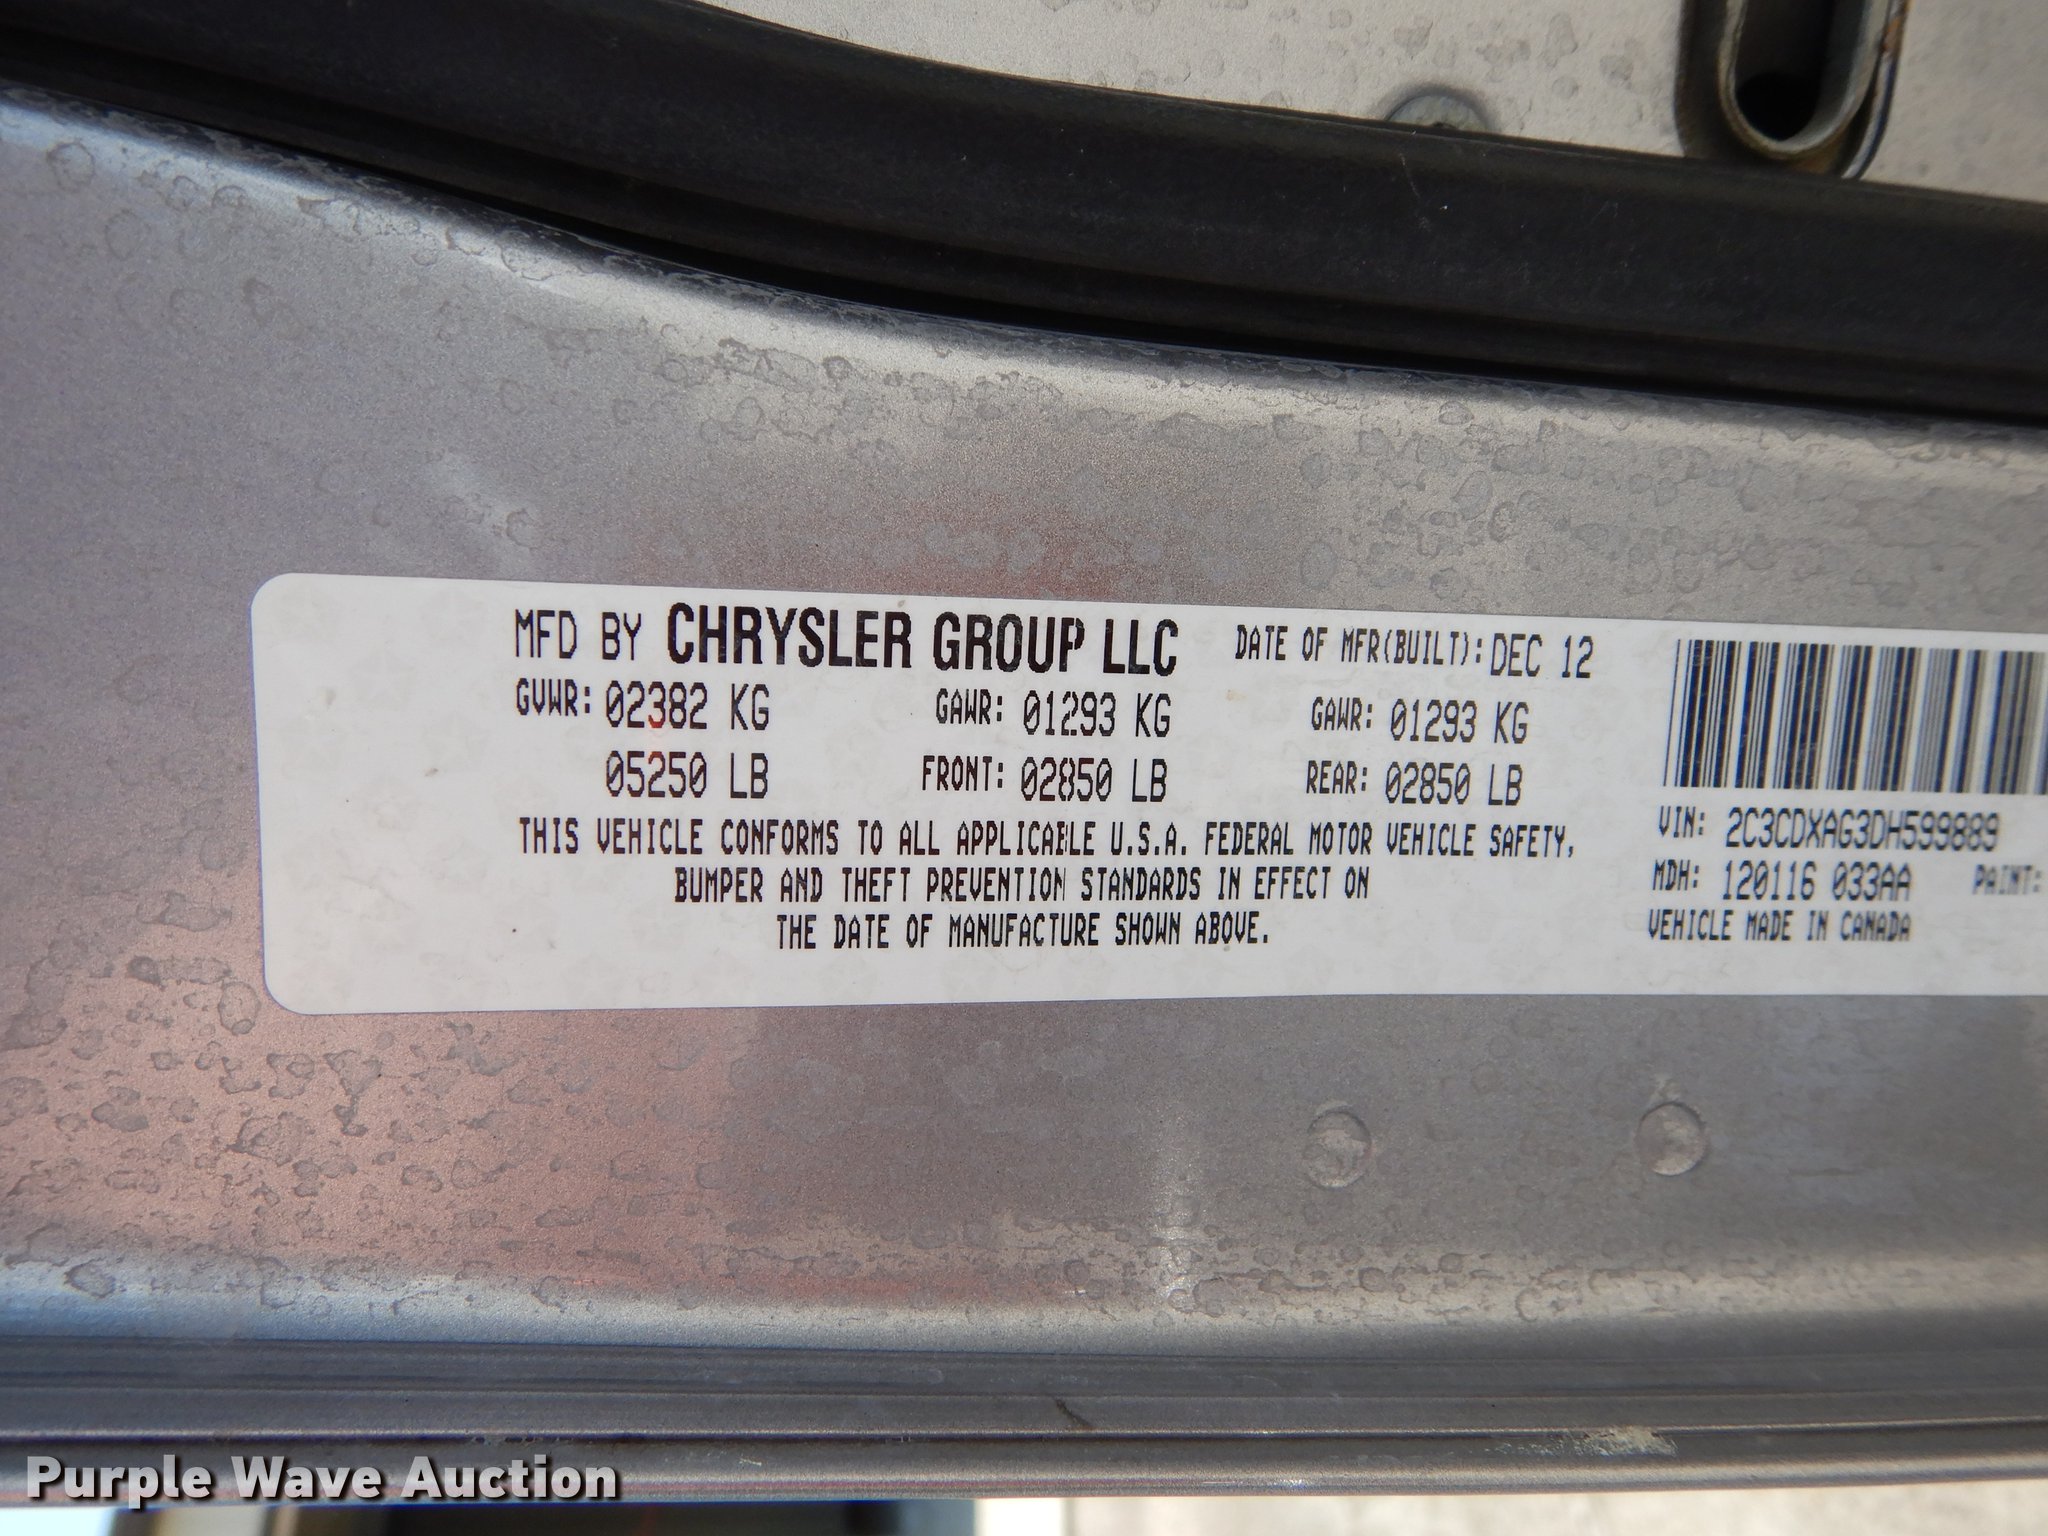 MFD BY CHRYSLER GROUP LLC DATE OF MFR(BUILT): DEC 12
GVWR: 02382 KG GAWR: 01293 KG GAWR: 01293 KG
05250 LB FRONT: 02850 LB REAR: 02850 LB
THIS VEHICLE CONFORMS TO ALL APPLICABLE U.S.A. FEDERAL MOTOR VEHICLE SAFETY,
BUMPER AND THEFT PREVENTION STANDARDS IN EFFECT ON
THE DATE OF MANUFACTURE SHOWN ABOVE.
VIN: 2C3CDXAG3DH599889
MDH: 120116 033AA PAINT:
VEHICLE MADE IN CANADA
Purple Wave Auction